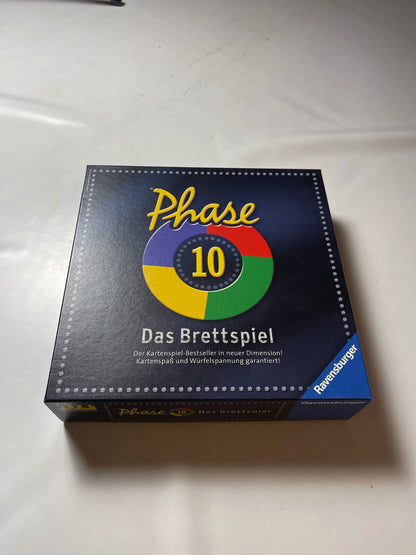 Phase
10
Das Brettspiel
Der Kartenspiel-Bestseller in neuer Dimension!
Kartenspaß und Würfelspannung garantiert!
Ravensburger
Phase 10 Das Brettspiel
Ravensburger